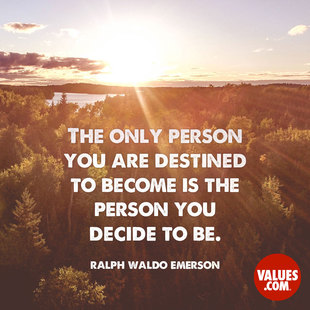 THE ONLY PERSON
YOU ARE DESTINED
TO BECOME IS THE
PERSON YOU
DECIDE TO BE.
RALPH WALDO EMERSON
VALUES
.COM